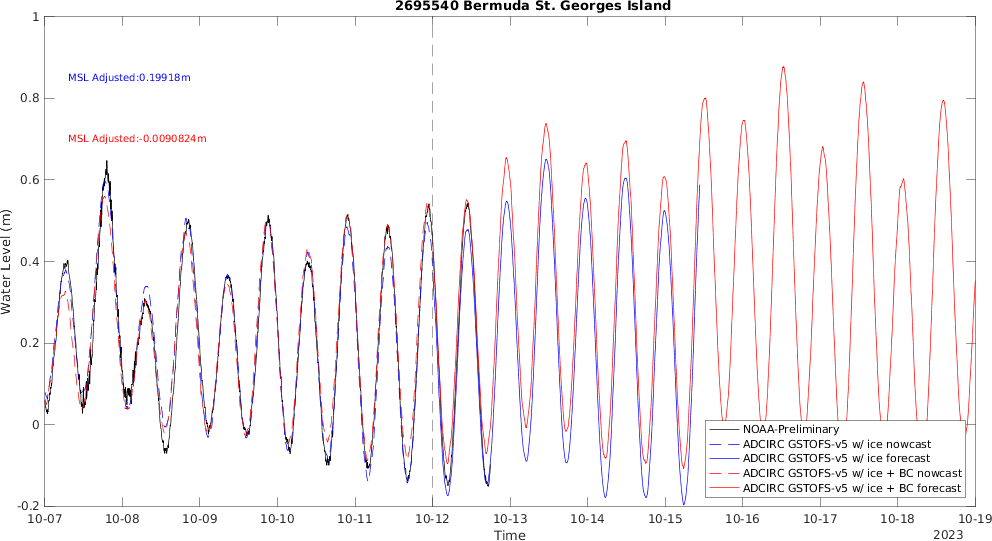 2695540 Bermuda St. Georges Island
1
0.8
0.6
0.4
0.2
0
-0.2
Water Level (m)
MSL Adjusted:0.19918m
MSL Adjusted:-0.0090824m
NOAA-Preliminary
ADCIRC GSTOFS-v5 w/ ice nowcast
ADCIRC GSTOFS-v5 w/ ice forecast
ADCIRC GSTOFS-v5 w/ ice + BC nowcast
ADCIRC GSTOFS-v5 w/ ice + BC forecast
10-07 10-08 10-09 10-10 10-11 10-12 10-13 10-14 10-15 10-16 10-17 10-18 10-19
Time
2023